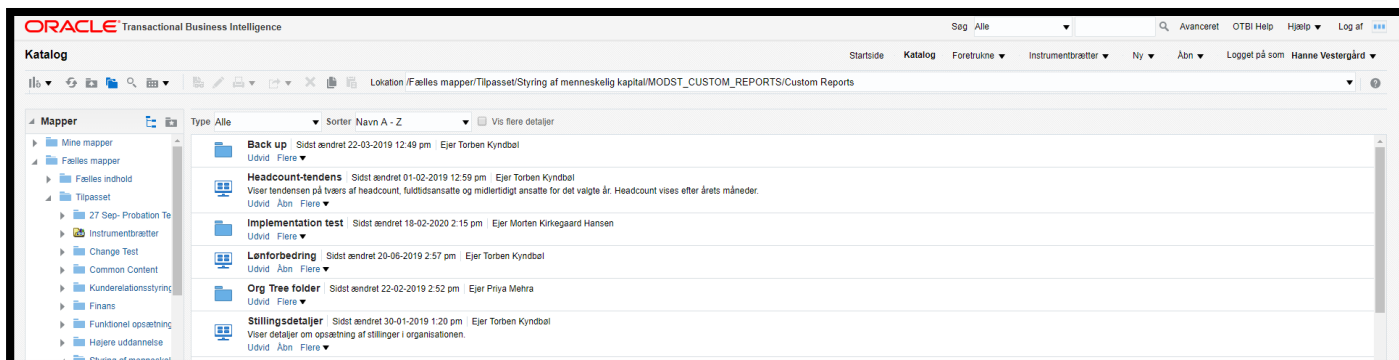 ORACLE Transactional Business Intelligence Søg Alle Avanceret OTBI Help Hjælp Log af
Katalog Startside Katalog Foretrukne Instrumentbrætter Ny Åbn Logget på som Hanne Vestergård
Lokation /Fælles mapper/Tilpasset/Styring af menneskelig kapital/MODST_CUSTOM_REPORTS/Custom Reports
Mapper
Mine mapper
Fælles mapper
Fælles indhold
Tilpasset
27 Sep- Probation Te
Instrumentbrætter
Change Test
Common Content
Kunderelationsstyring
Finans
Funktionel opsætning
Højere uddannelse
Styring af menneskel
Type Alle Sorter Navn A - Z Vis flere detaljer
Back up Sidst ændret 22-03-2019 12:49 pm Ejer Torben Kyndbøl
Udvid Flere
Headcount-tendens Sidst ændret 01-02-2019 12:59 pm Ejer Torben Kyndbøl
Viser tendensen på tværs af headcount, fuldtidsansatte og midlertidigt ansatte for det valgte år. Headcount vises efter årets måneder.
Udvid Åbn Flere
Implementation test Sidst ændret 18-02-2020 2:15 pm Ejer Morten Kirkegaard Hansen
Udvid Flere
Lønforbedring Sidst ændret 20-06-2019 2:57 pm Ejer Torben Kyndbøl
Udvid Åbn Flere
Org Tree folder Sidst ændret 22-02-2019 2:52 pm Ejer Priya Mehra
Udvid Flere
Stillingsdetaljer Sidst ændret 30-01-2019 1:20 pm Ejer Torben Kyndbøl
Viser detaljer om opsætning af stillinger i organisationen.
Udvid Åbn Flere